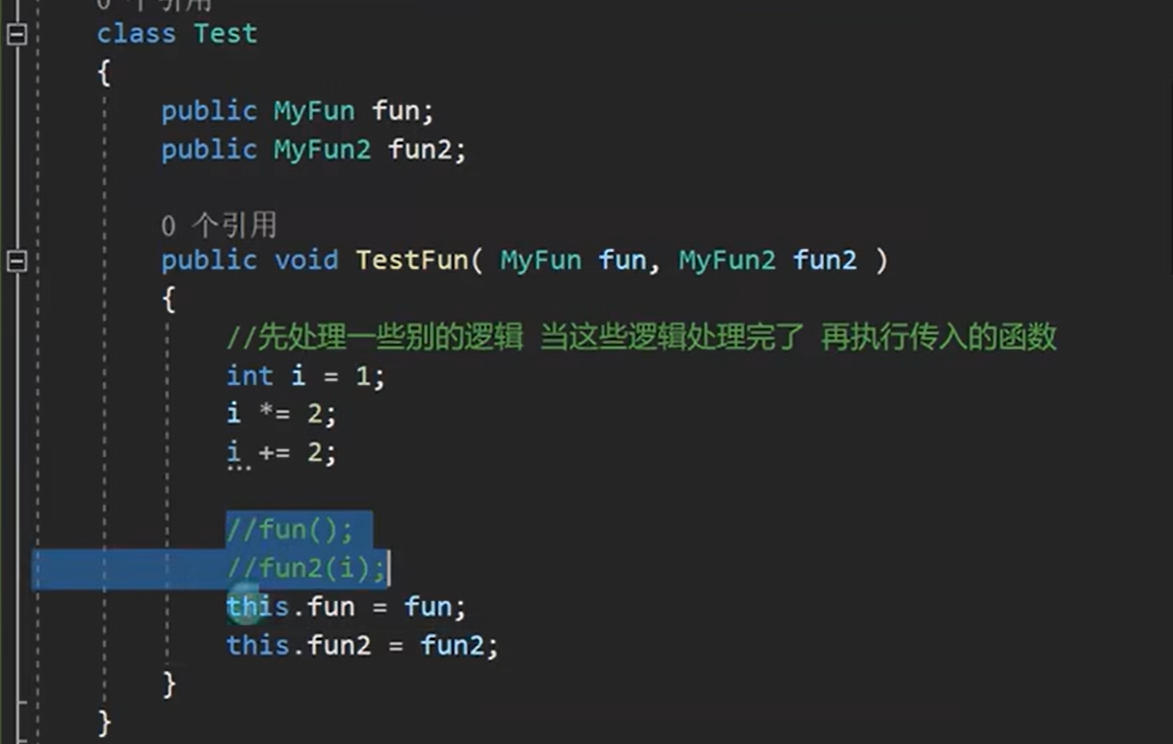 0 个引用
class Test
{
public MyFun fun;
public MyFun2 fun2;
0 个引用
public void TestFun( MyFun fun, MyFun2 fun2 )
{
//先处理一些别的逻辑 当这些逻辑处理完了 再执行传入的函数
int i = 1;
i *= 2;
i += 2;
//fun();
//fun2(i);
this.fun = fun;
this.fun2 = fun2;
}
}